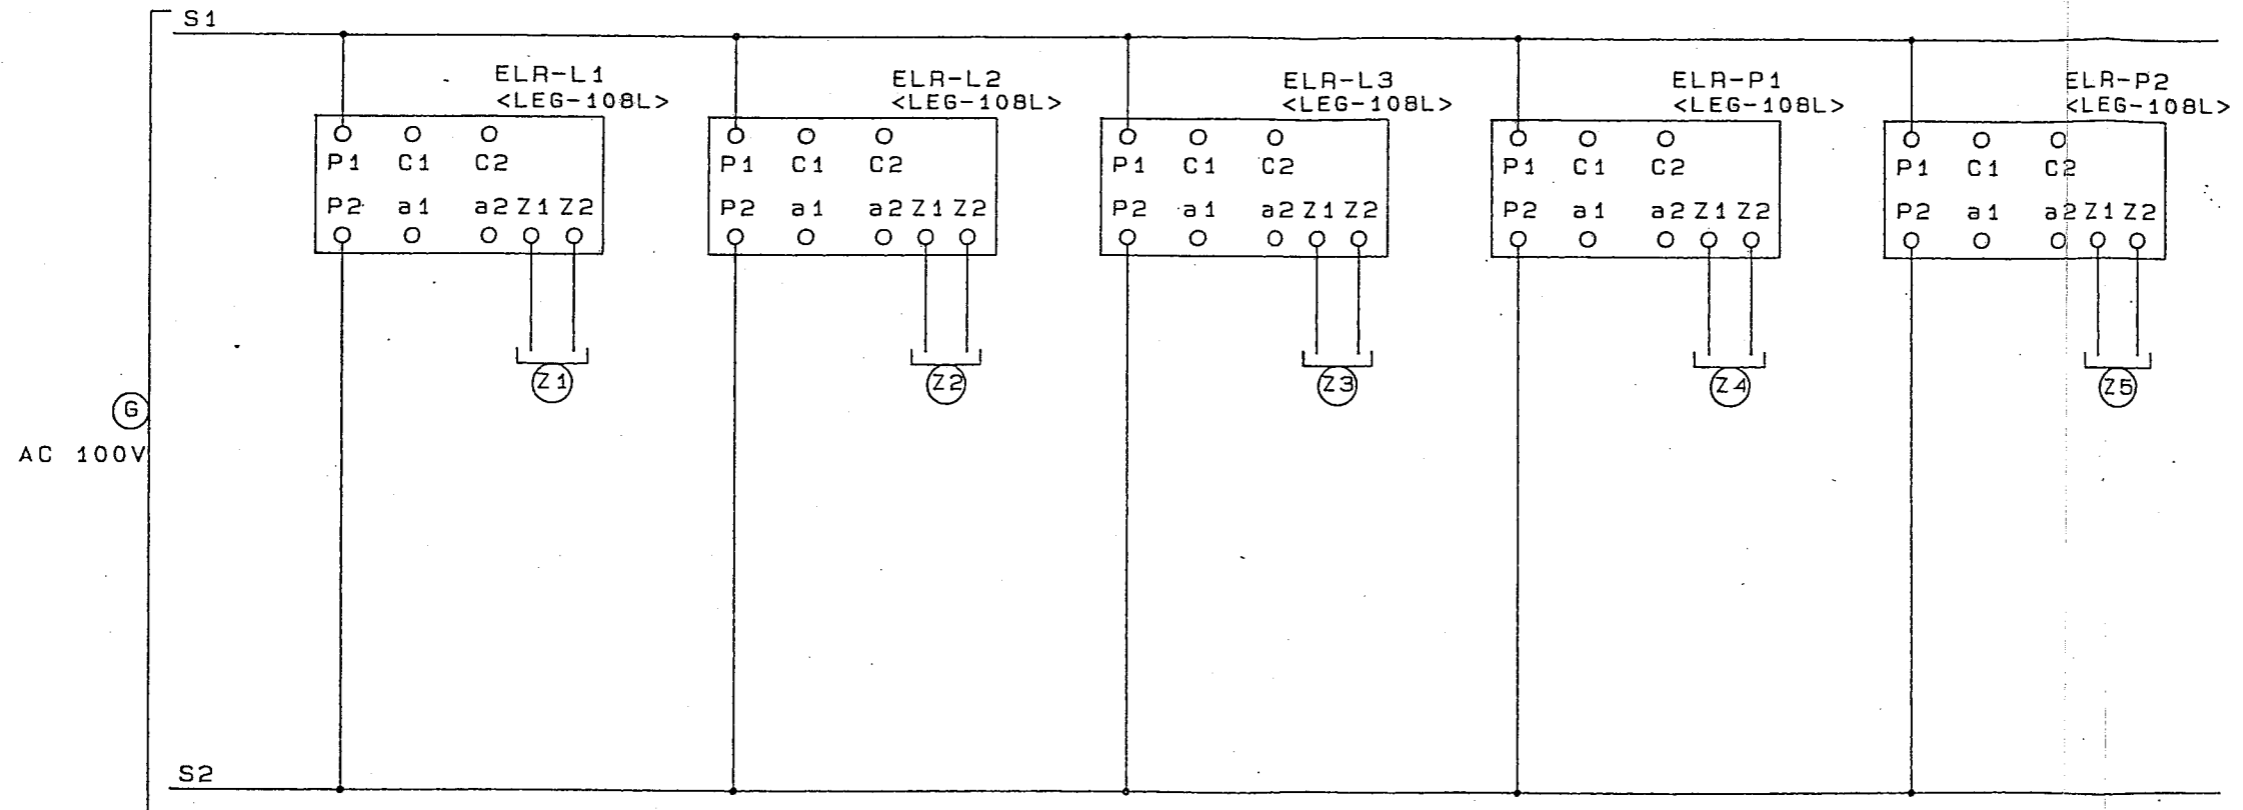 S1
ELR-L1
<LEG-108L>
ELR-L2
<LEG-108L>
ELR-L3
<LEG-108L>
ELR-P1
<LEG-108L>
ELR-P2
<LEG-108L>
P1 C1 C2
P2 a1 a2 Z1 Z2
P1 C1 C2
P2 a1 a2 Z1 Z2
P1 C1 C2
P2 a1 a2 Z1 Z2
P1 C1 C2
P2 a1 a2 Z1 Z2
P1 C1 C2
P2 a1 a2 Z1 Z2
Z1
Z2
Z3
Z4
Z5
G
AC 100V
S2